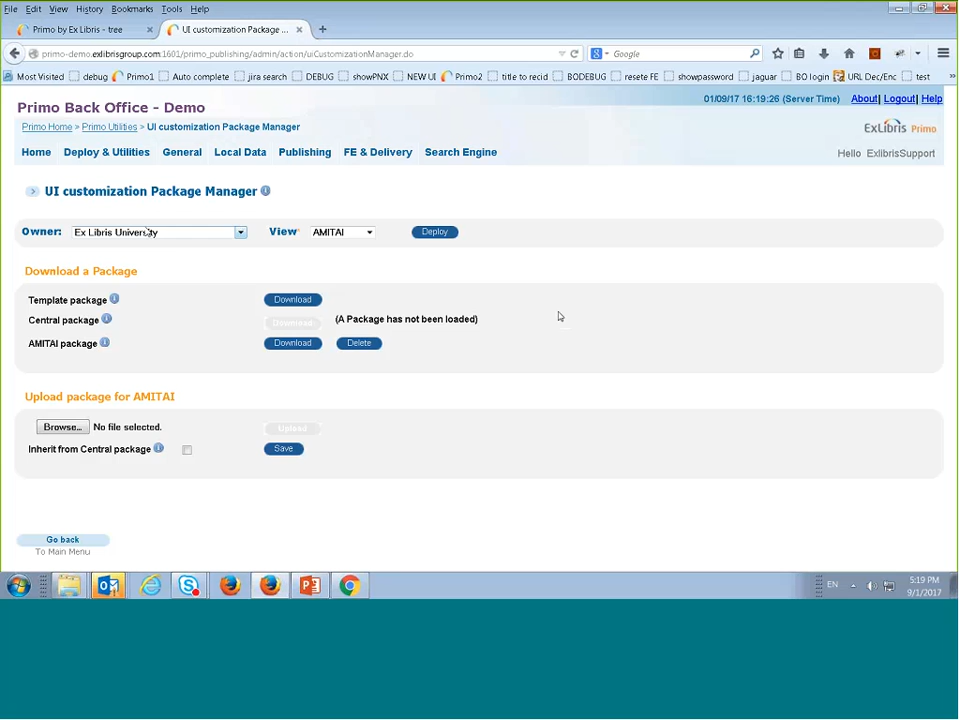 File Edit View History Bookmarks Tools Help
Primo by Ex Libris - tree × UI customization Package ... × +
primo-demo.exlibrisgroup.com:1601/primo_publishing/admin/action/uiCustomizationManager.do Google
Most Visited debug Primo1 Auto complete jira search DEBUG showPNX NEW UI Primo2 title to recid BODEBUG resete FE showpassword jaguar BO login URL Dec/Enc test »
01/09/17 16:19:26 (Server Time) About| Logout| Help
Primo Back Office - Demo
Primo Home > Primo Utilities > UI customization Package Manager
ExLibris Primo
Home Deploy & Utilities General Local Data Publishing FE & Delivery Search Engine
Hello ExlibrisSupport
UI customization Package Manager
Owner: Ex Libris University View* AMITAI Deploy
Download a Package
Template package Download
Central package Download (A Package has not been loaded)
AMITAI package Download Delete
Upload package for AMITAI
Browse... No file selected. Upload
Inherit from Central package Save
Go back
To Main Menu
EN 5:19 PM
9/1/2017